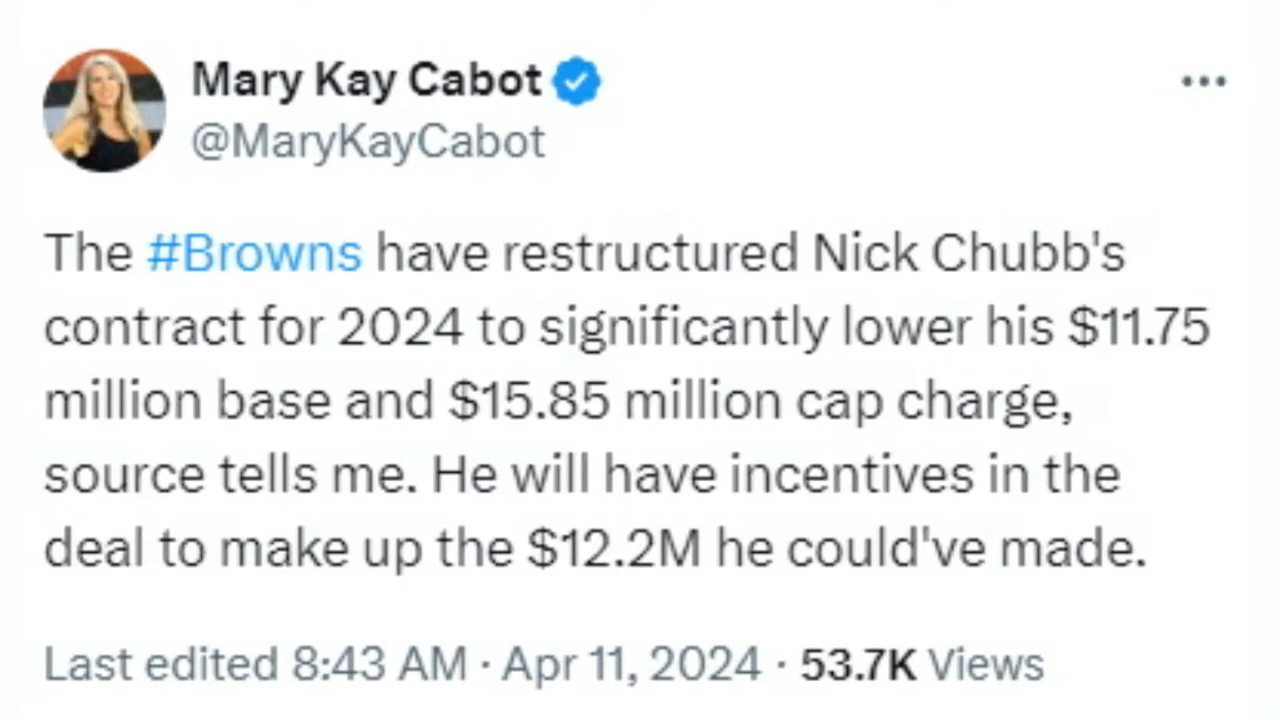 Mary Kay Cabot
@MaryKayCabot
The #Browns have restructured Nick Chubb's
contract for 2024 to significantly lower his $11.75
million base and $15.85 million cap charge,
source tells me. He will have incentives in the
deal to make up the $12.2M he could've made.
Last edited 8:43 AM · Apr 11, 2024 · 53.7K Views